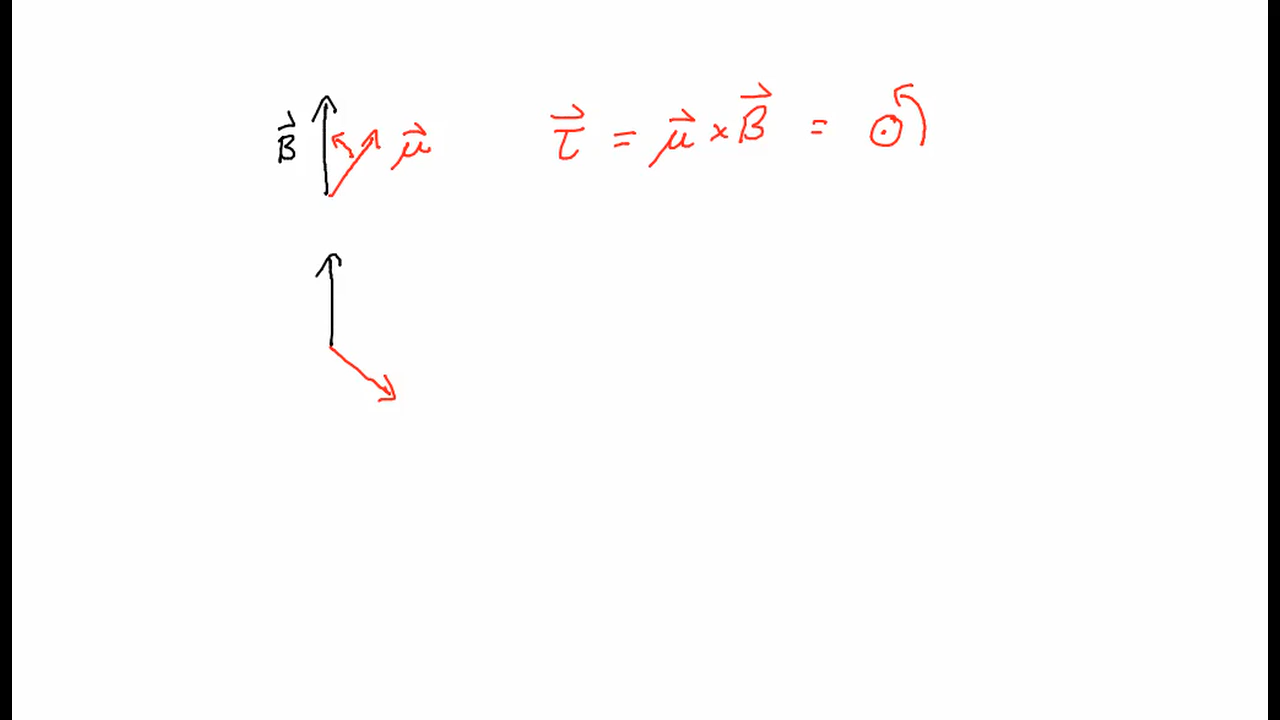 B⃗ μ⃗ τ⃗ = μ⃗ × B⃗ = ⊙